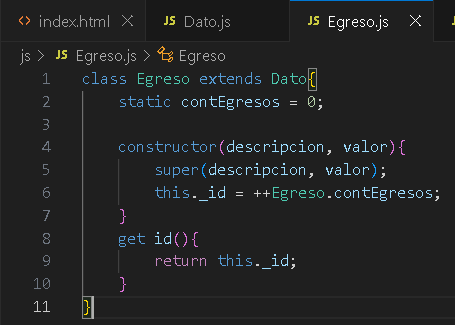 <> index.html JS Dato.js JS Egreso.js X
js > JS Egreso.js > Egreso
1 class Egreso extends Dato{
2 static contEgresos = 0;
3
4 constructor(descripcion, valor){
5 super(descripcion, valor);
6 this._id = ++Egreso.contEgresos;
7 }
8 get id(){
9 return this._id;
10 }
11 }